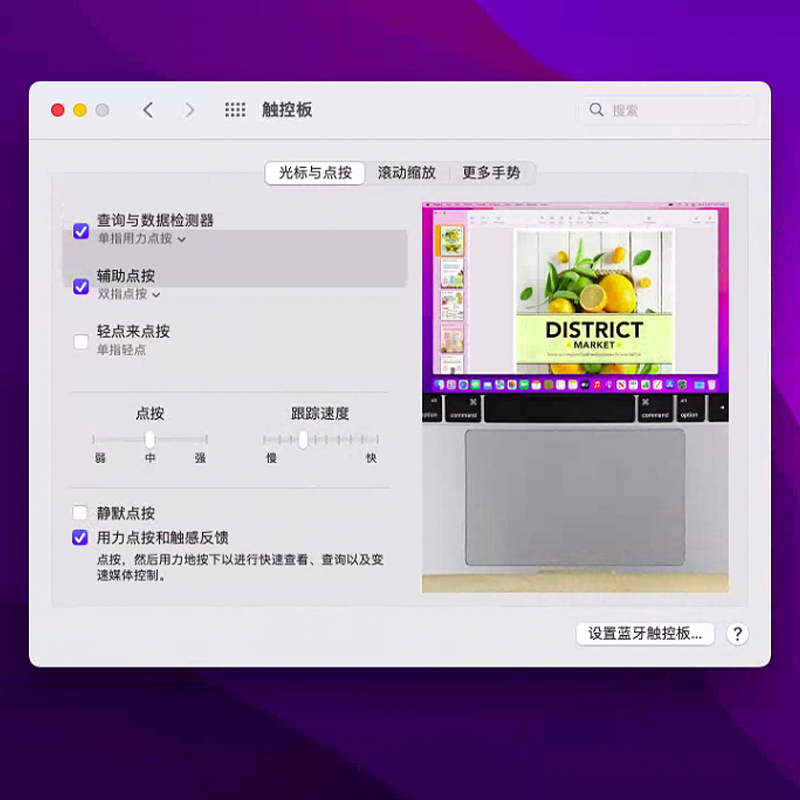 触控板
搜索
光标与点按
滚动缩放
更多手势
查询与数据检测器
单指用力点按
辅助点按
双指点按
轻点来点按
单指轻点
点按
跟踪速度
弱
中
强
慢
快
静默点按
用力点按和触感反馈
点按，然后用力地按下以进行快速查看、查询以及变
速媒体控制。
DISTRICT
MARKET
alt
⌘
⌘
alt
option
command
command
option
设置蓝牙触控板...
?